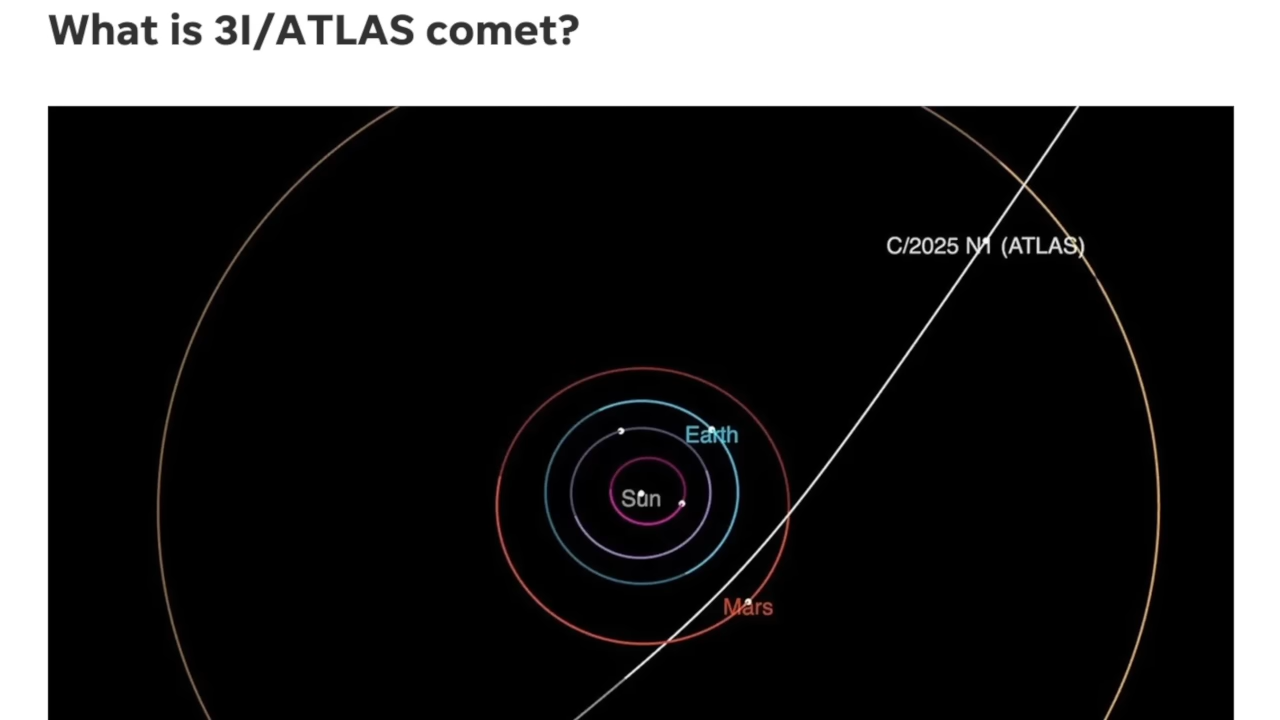 What is 3I/ATLAS comet?
C/2025 N1 (ATLAS)
Earth
Sun
Mars